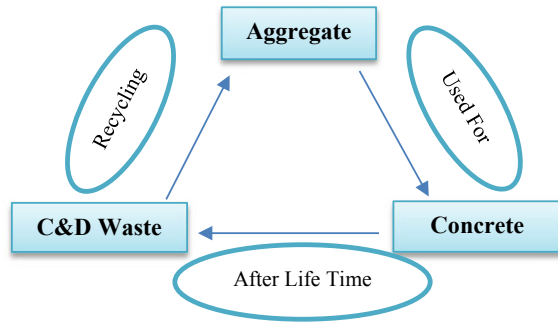 Aggregate
Recycling
Used For
C&D Waste
Concrete
After Life Time